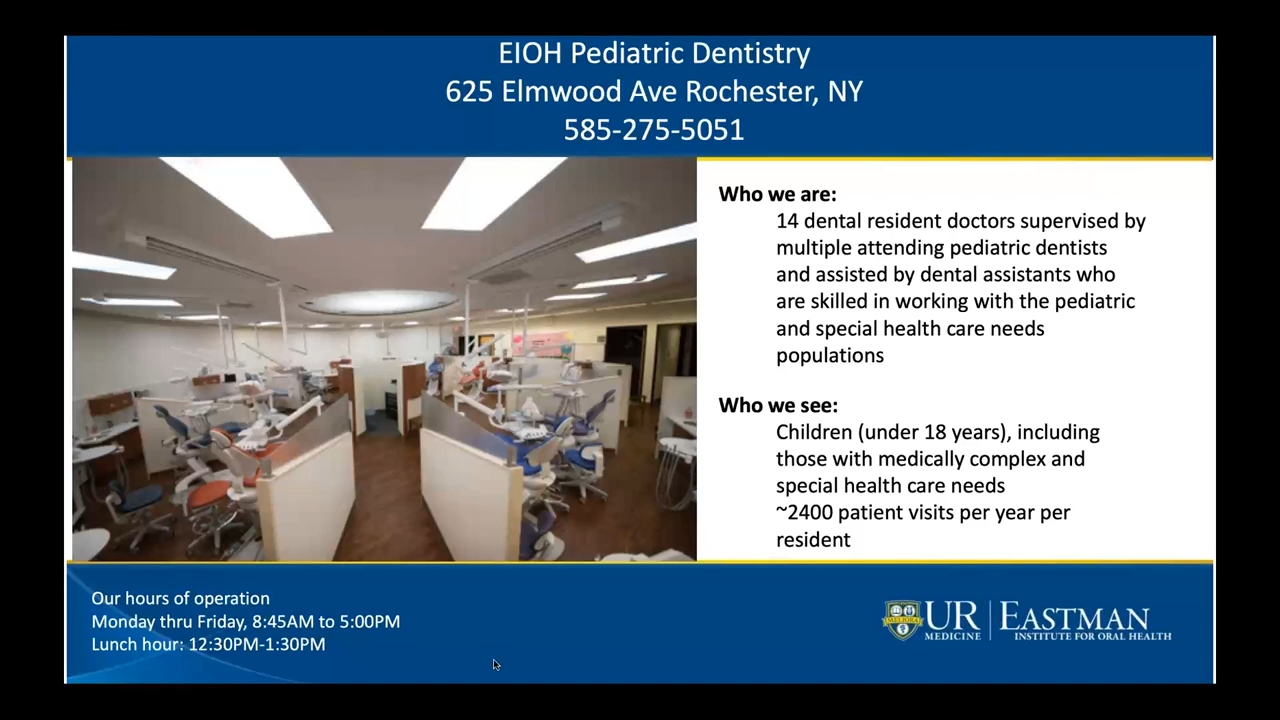 EIOH Pediatric Dentistry
625 Elmwood Ave Rochester, NY
585-275-5051
Who we are:
14 dental resident doctors supervised by
multiple attending pediatric dentists
and assisted by dental assistants who
are skilled in working with the pediatric
and special health care needs
populations
Who we see:
Children (under 18 years), including
those with medically complex and
special health care needs
~2400 patient visits per year per
resident
Our hours of operation
Monday thru Friday, 8:45AM to 5:00PM
Lunch hour: 12:30PM-1:30PM
MELIORA
UR
MEDICINE
EASTMAN
INSTITUTE FOR ORAL HEALTH